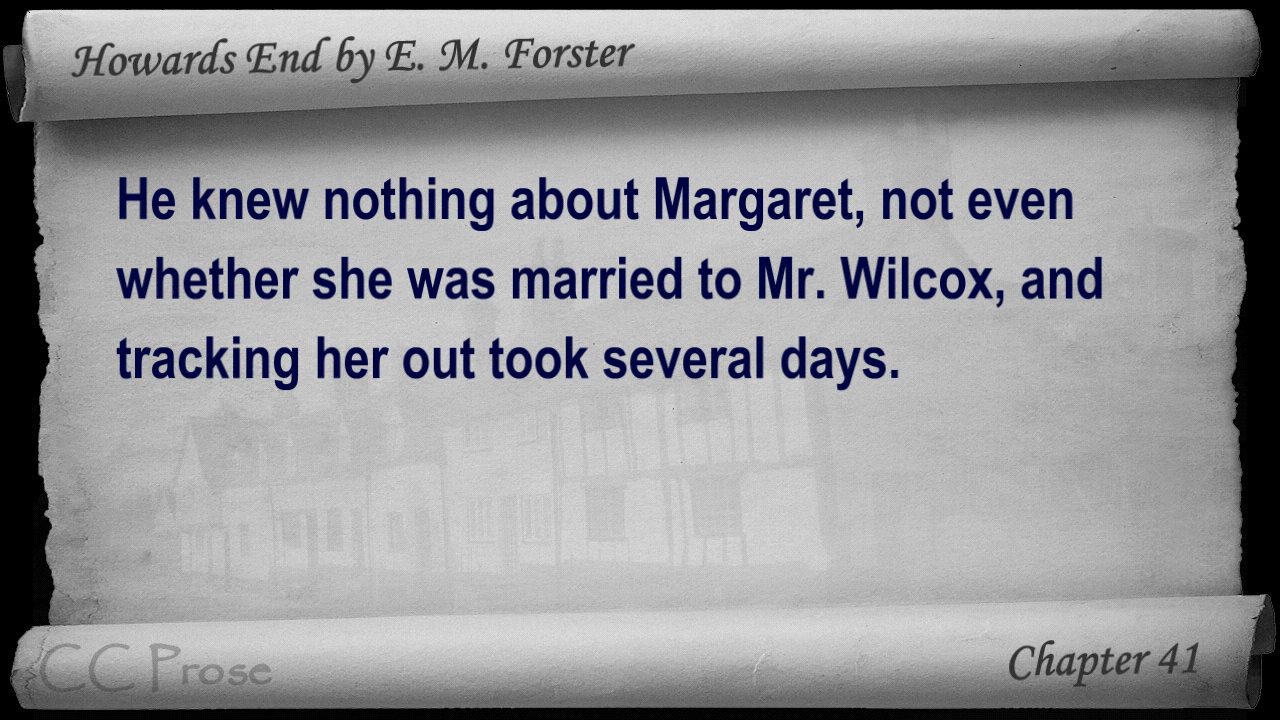 Howards End by E. M. Forster
He knew nothing about Margaret, not even
whether she was married to Mr. Wilcox, and
tracking her out took several days.
CC Prose
Chapter 41